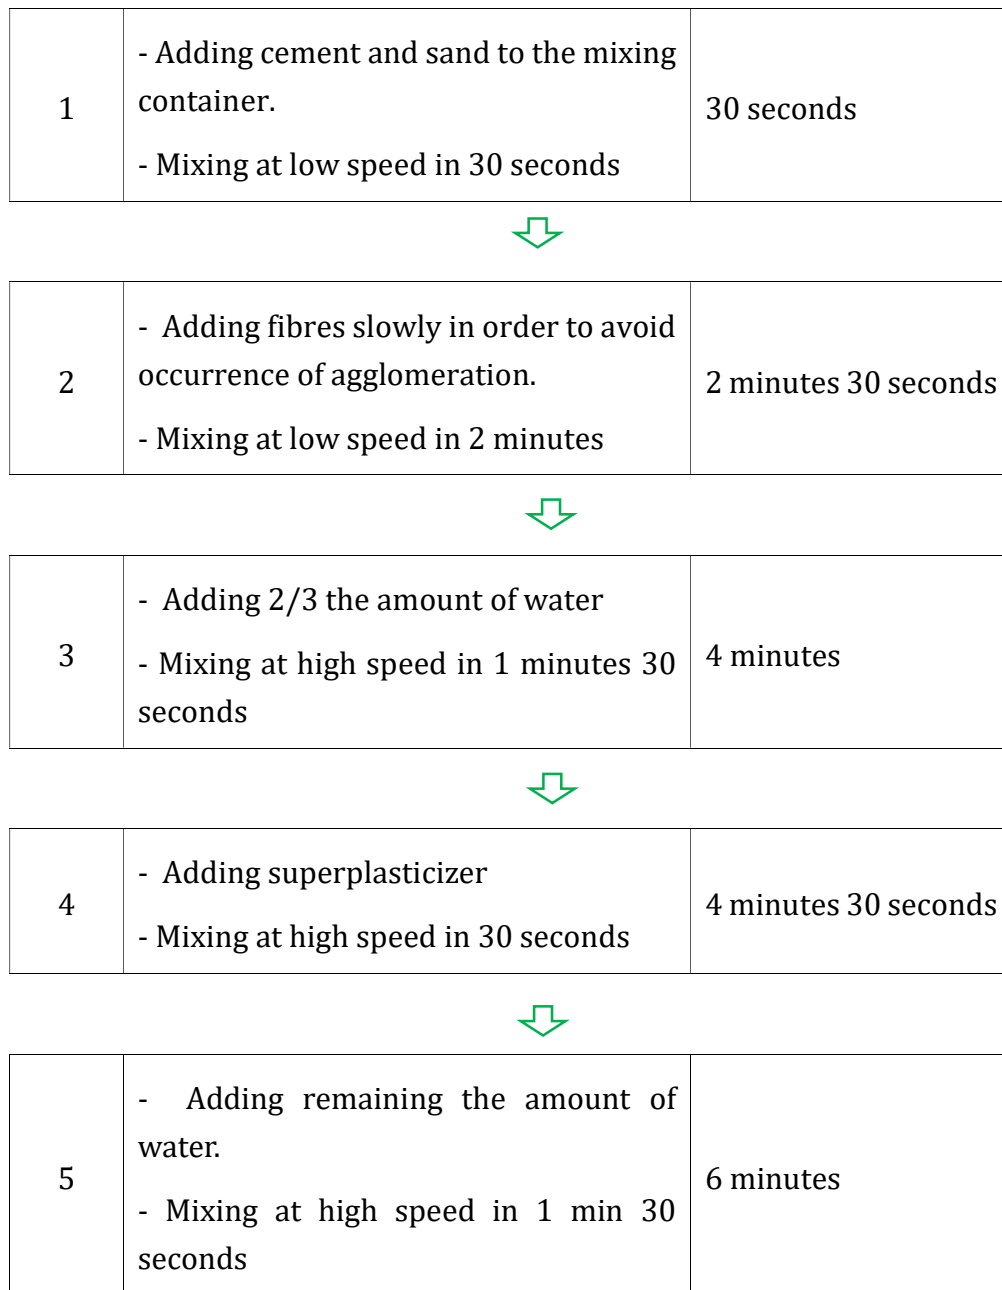 1
- Adding cement and sand to the mixing
container.
- Mixing at low speed in 30 seconds
30 seconds
2
- Adding fibres slowly in order to avoid
occurrence of agglomeration.
- Mixing at low speed in 2 minutes
2 minutes 30 seconds
3
- Adding 2/3 the amount of water
- Mixing at high speed in 1 minutes 30
seconds
4 minutes
4
- Adding superplasticizer
- Mixing at high speed in 30 seconds
4 minutes 30 seconds
5
- Adding remaining the amount of
water.
- Mixing at high speed in 1 min 30
seconds
6 minutes